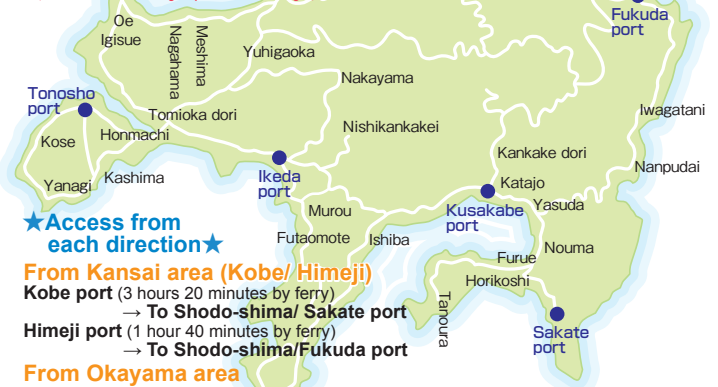 Oe
Igisue
Nagahama
Meshima
Yuhigaoka
Fukuda
port
Nakayama
Tonosho
port
Tomioka dori
Iwagatani
Kose
Honmachi
Nishikankakei
Kankake dori
Nanpudai
Yanagi
Kashima
Ikeda
port
Katajo
Murou
Kusakabe
port
Yasuda
★Access from
each direction★
Futaomote
Ishiba
Nouma
Furue
Horikoshi
Tanoura
Sakate
port
From Kansai area (Kobe/ Himeji)
Kobe port (3 hours 20 minutes by ferry)
→ To Shodo-shima/ Sakate port
Himeji port (1 hour 40 minutes by ferry)
→ To Shodo-shima/Fukuda port
From Okayama area